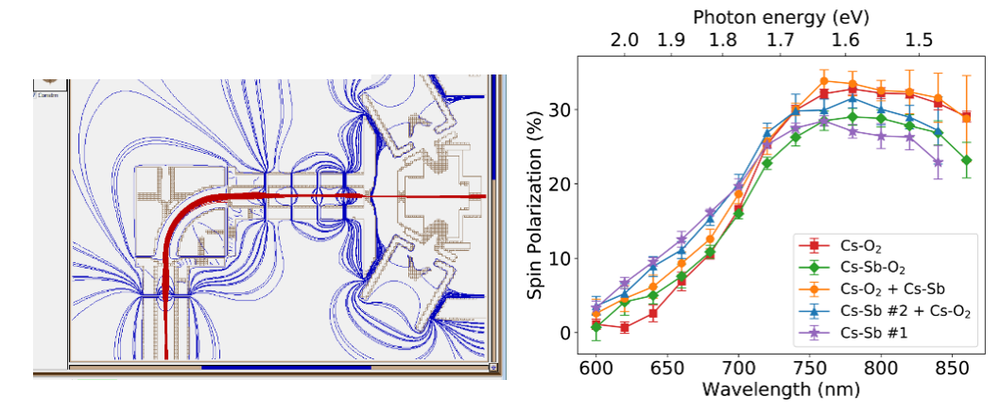 Photon energy (eV)
2.0 1.9 1.8 1.7 1.6 1.5
30
20
10
0
Spin Polarization (%)
Cs-O₂
Cs-Sb-O₂
Cs-O₂ + Cs-Sb
Cs-Sb #2 + Cs-O₂
Cs-Sb #1
600 650 700 750 800 850
Wavelength (nm)